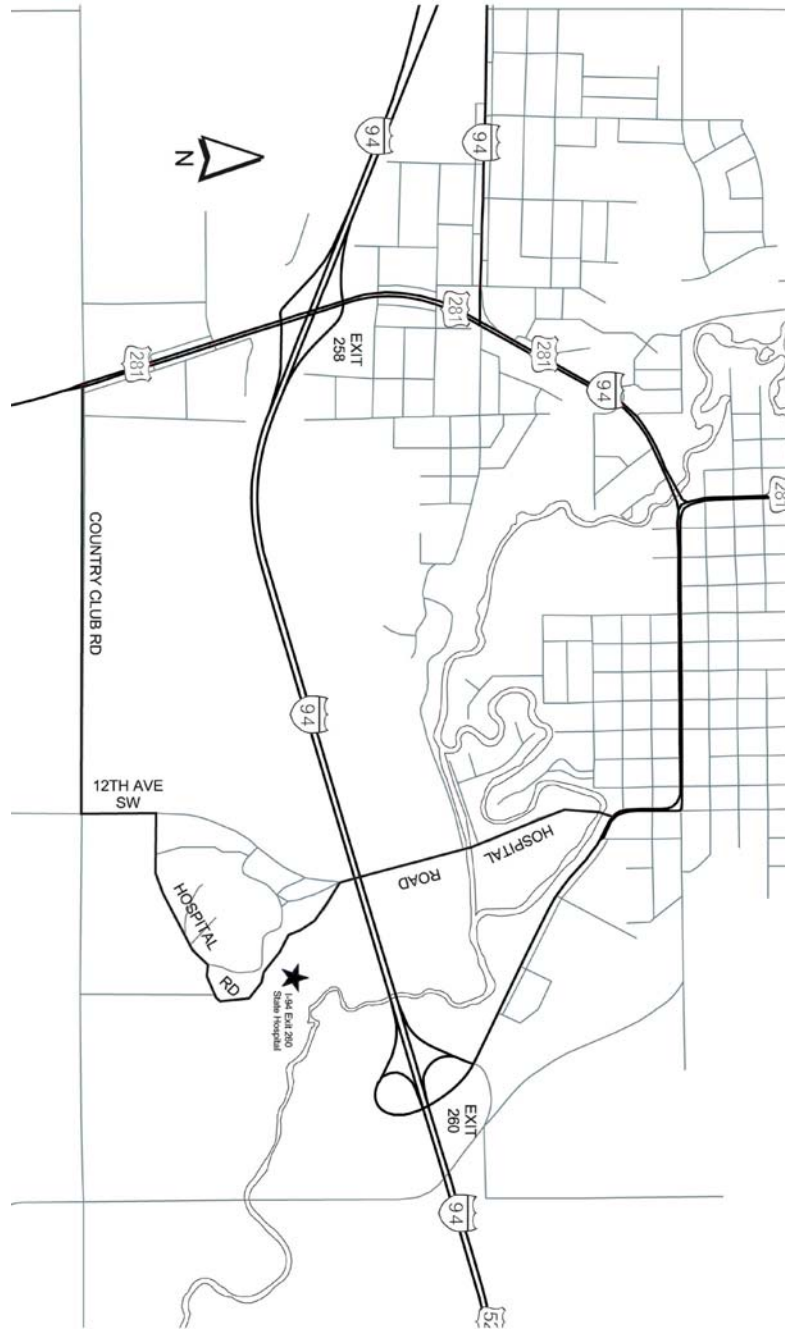 94
94
N
281
EXIT
258
281
281
94
281
COUNTRY CLUB RD
94
12TH AVE
SW
HOSPITAL
ROAD
HOSPITAL
RD
I-94 Exit 260
State Hospital
EXIT
260
94
52